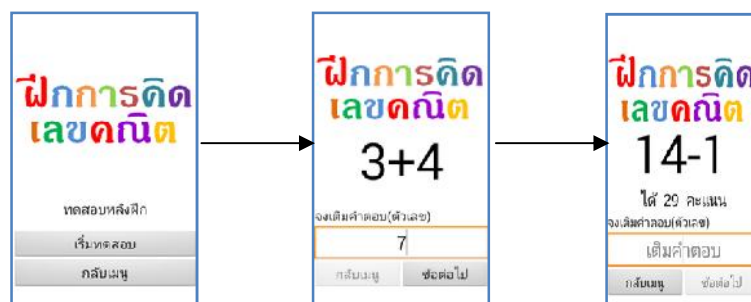 ฝึกการคิด
เลขคณิต
ทดสอบหลังฝึก
เริ่มทดสอบ
กลับเมนู
ฝึกการคิด
เลขคณิต
3+4
จงเติมคำตอบ(ตัวเลข)
7
กลับเมนู
ข้อต่อไป
ฝึกการคิด
เลขคณิต
14-1
ได้ 29 คะแนน
จงเติมคำตอบ(ตัวเลข)
เติมคำตอบ
กลับเมนู
ข้อต่อไป